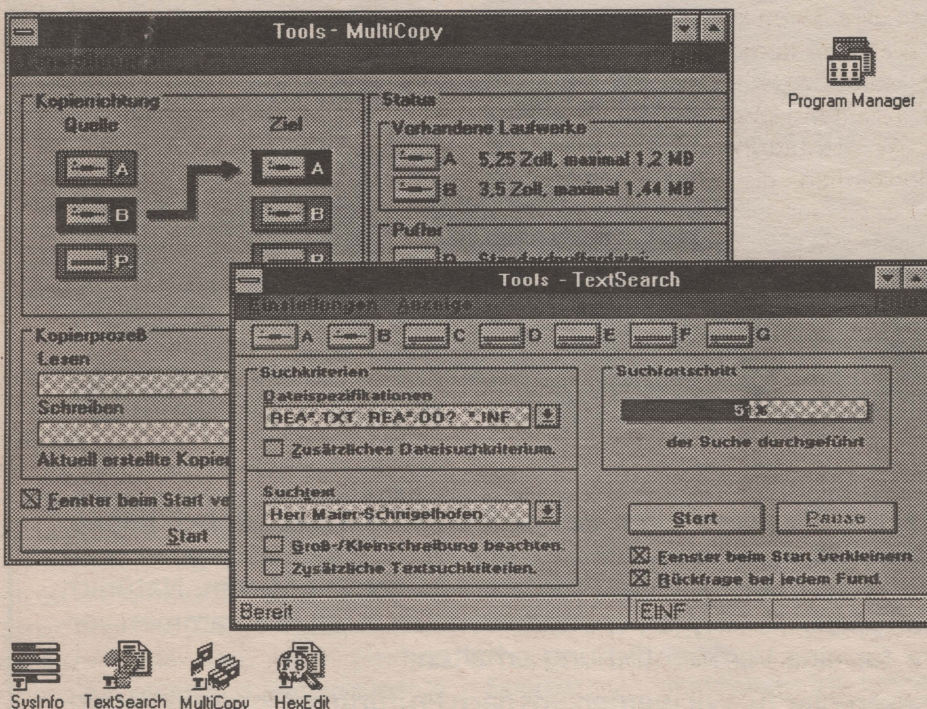 Tools - MultiCopy
Kopierrichtung
Quelle
Ziel
A
A
B
B
P
P
Status
Vorhandene Laufwerke
A 5,25 Zoll, maximal 1,2 MB
B 3,5 Zoll, maximal 1,44 MB
Puffer
Standardpufferdatei:
Kopierprozeß
Lesen
Schreiben
Aktuell erstellte Kopien
Fenster beim Start ve
Start
Program Manager
Tools - TextSearch
Einstellungen Anzeige
A B C D E F G
Suchkriterien
Dateispezifikationen
REA*.TXT REA*.DO? *.INF
Zusätzliches Dateisuchkriterium.
Suchtext
Herr Maier-Schnigelhofen
Groß-/Kleinschreibung beachten.
Zusätzliche Textsuchkriterien.
Suchfortschritt
51 %
der Suche durchgeführt
Start
Pause
Fenster beim Start verkleinern
Rückfrage bei jedem Fund.
Bereit
EINF
SysInfo
TextSearch
MultiCopy
HexEdit